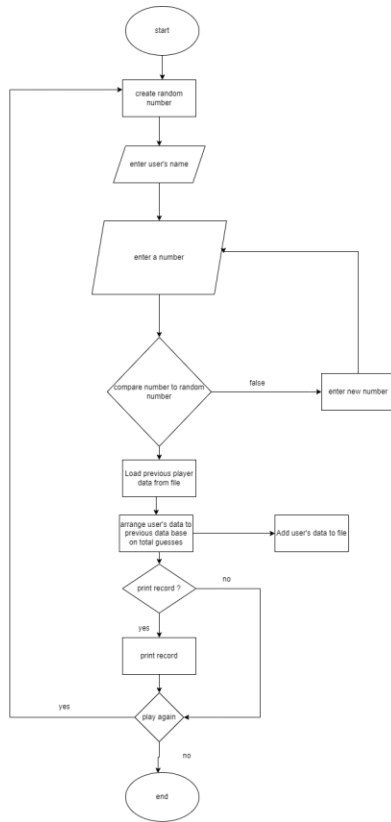 start
create random
number
enter user's name
enter a number
compare number to random
number
false
enter new number
Load previous player
data from file
arrange user's data to
previous data base
on total guesses
Add user's data to file
print record ?
no
yes
print record
yes
play again
no
end